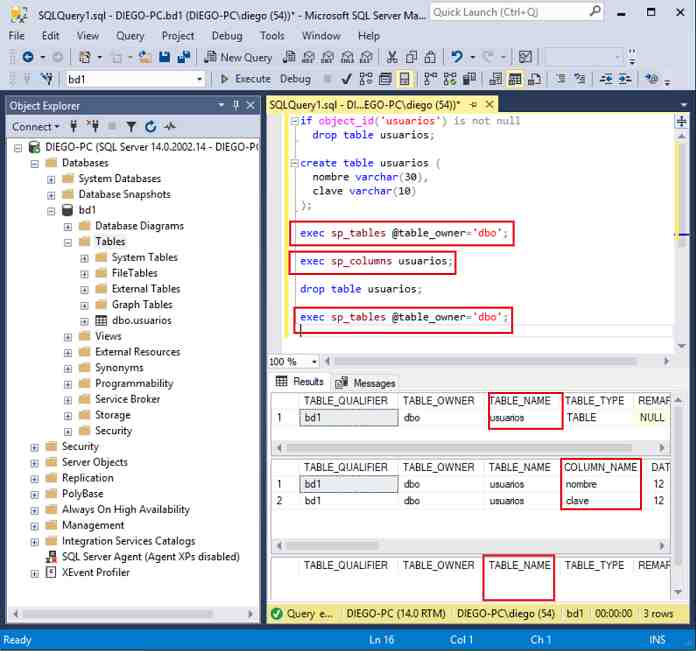 SQLQuery1.sql - DIEGO-PC.bd1 (DIEGO-PC\diego (54))* - Microsoft SQL Server Ma...
Quick Launch (Ctrl+Q)
File Edit View Query Project Debug Tools Window Help
New Query
MDX DMX XMLA DAX
bd1
Execute Debug
Object Explorer
Connect
DIEGO-PC (SQL Server 14.0.2002.14 - DIEGO-PC
Databases
System Databases
Database Snapshots
bd1
Database Diagrams
Tables
System Tables
FileTables
External Tables
Graph Tables
dbo.usuarios
Views
External Resources
Synonyms
Programmability
Service Broker
Storage
Security
Security
Server Objects
Replication
PolyBase
Always On High Availability
Management
Integration Services Catalogs
SQL Server Agent (Agent XPs disabled)
XEvent Profiler
SQLQuery1.sql - DI...EGO-PC\diego (54))*
if object_id('usuarios') is not null
drop table usuarios;
create table usuarios (
nombre varchar(30),
clave varchar(10)
);
exec sp_tables @table_owner='dbo';
exec sp_columns usuarios;
drop table usuarios;
exec sp_tables @table_owner='dbo';
100 %
Results Messages
TABLE_QUALIFIER TABLE_OWNER TABLE_NAME TABLE_TYPE REMAR
1 bd1 dbo usuarios TABLE NULL
TABLE_QUALIFIER TABLE_OWNER TABLE_NAME COLUMN_NAME DAT
1 bd1 dbo usuarios nombre 12
2 bd1 dbo usuarios clave 12
TABLE_QUALIFIER TABLE_OWNER TABLE_NAME TABLE_TYPE REMAR
Query e... DIEGO-PC (14.0 RTM) DIEGO-PC\diego (54) bd1 00:00:00 3 rows
Ready Ln 16 Col 1 Ch 1 INS